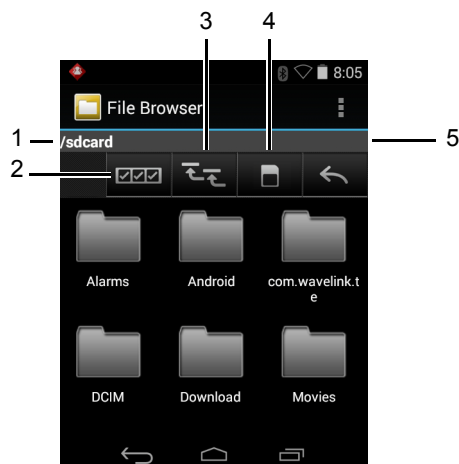 3 4
8:05
File Browser
1 /sdcard 5
2
Alarms Android com.wavelink.t
e
DCIM Download Movies